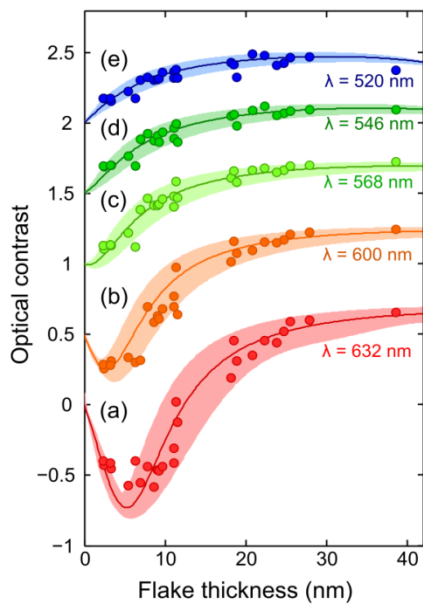 2.5
2
1.5
1
0.5
0
−0.5
−1
Optical contrast
(e)
λ = 520 nm
(d)
λ = 546 nm
(c)
λ = 568 nm
(b)
λ = 600 nm
(a)
λ = 632 nm
0 10 20 30 40
Flake thickness (nm)